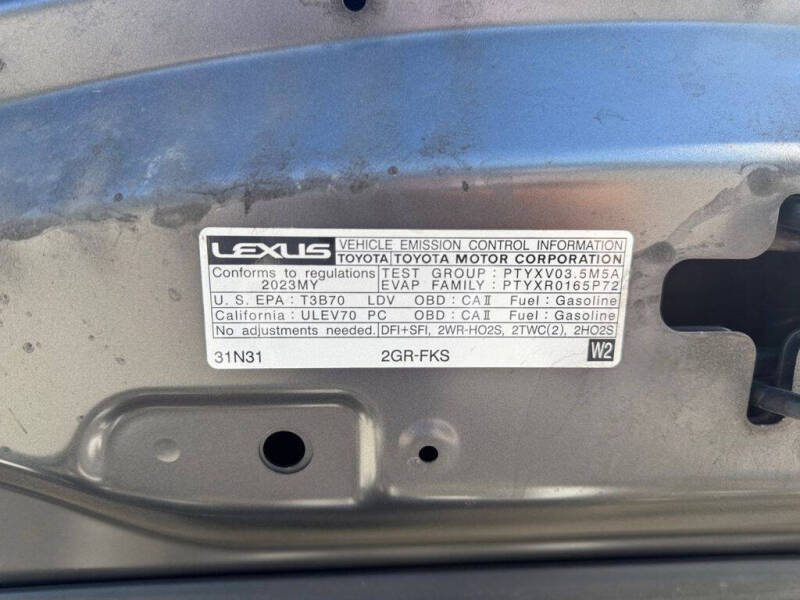 LEXUS VEHICLE EMISSION CONTROL INFORMATION
TOYOTA TOYOTA MOTOR CORPORATION
Conforms to regulations TEST GROUP : PTYXV03.5M5A
2023MY EVAP FAMILY : PTYXR0165P72
U. S. EPA : T3B70 LDV OBD : CAⅡ Fuel : Gasoline
California : ULEV70 PC OBD : CAⅡ Fuel : Gasoline
No adjustments needed. DFI+SFI, 2WR-HO2S, 2TWC(2), 2HO2S
31N31 2GR-FKS W2